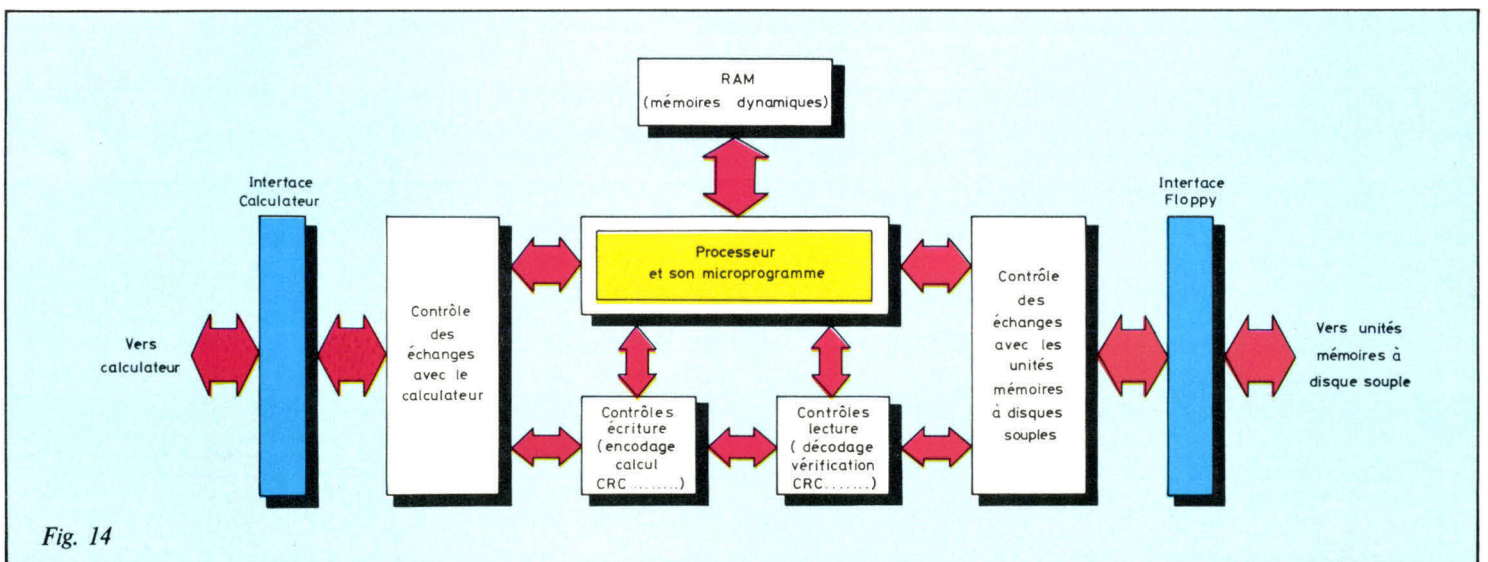 RAM
(mémoires dynamiques)
Interface
Calculateur
Interface
Floppy
Processeur
et son microprogramme
Contrôle
des
échanges
avec le
calculateur
Contrôle
des
échanges
avec les
unités
mémoires
à disques
souples
Vers
calculateur
Vers unités
mémoires à
disque souple
Contrôles
écriture
(encodage
calcul
CRC ........)
Contrôles
lecture
( décodage
vérification
CRC.......)
Fig. 14